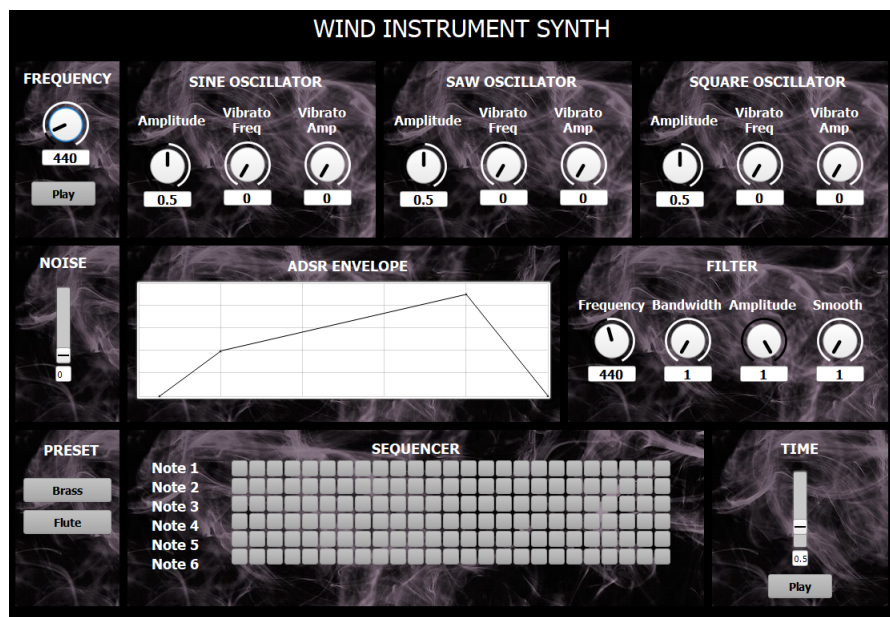 WIND INSTRUMENT SYNTH
FREQUENCY
440
Play
SINE OSCILLATOR
Amplitude
Vibrato
Freq
Vibrato
Amp
0.5
0
0
SAW OSCILLATOR
Amplitude
Vibrato
Freq
Vibrato
Amp
0.5
0
0
SQUARE OSCILLATOR
Amplitude
Vibrato
Freq
Vibrato
Amp
0.5
0
0
NOISE
0
ADSR ENVELOPE
FILTER
Frequency Bandwidth Amplitude Smooth
440 1 1 1
PRESET
Brass
Flute
SEQUENCER
Note 1
Note 2
Note 3
Note 4
Note 5
Note 6
TIME
0.5
Play